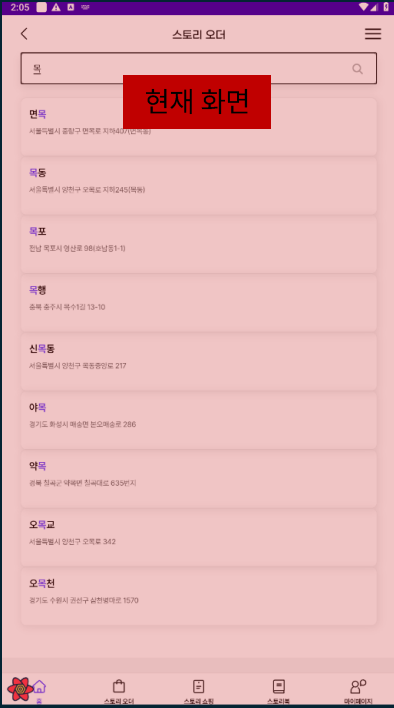 2:05
스토리 오더
목
현재 화면
면목
서울특별시 중랑구 면목로 지하407(면목동)
목동
서울특별시 양천구 오목로 지하245(목동)
목포
전남 목포시 영산로 98(호남동1-1)
목행
충북 충주시 목수1길 13-10
신목동
서울특별시 양천구 목동중앙로 217
야목
경기도 화성시 매송면 분오매송로 286
약목
경북 칠곡군 약목면 칠곡대로 635번지
오목교
서울특별시 양천구 오목로 342
오목천
경기도 수원시 권선구 삼천병마로 1570
홈
스토리 오더
스토리 쇼핑
스토리톡
마이페이지